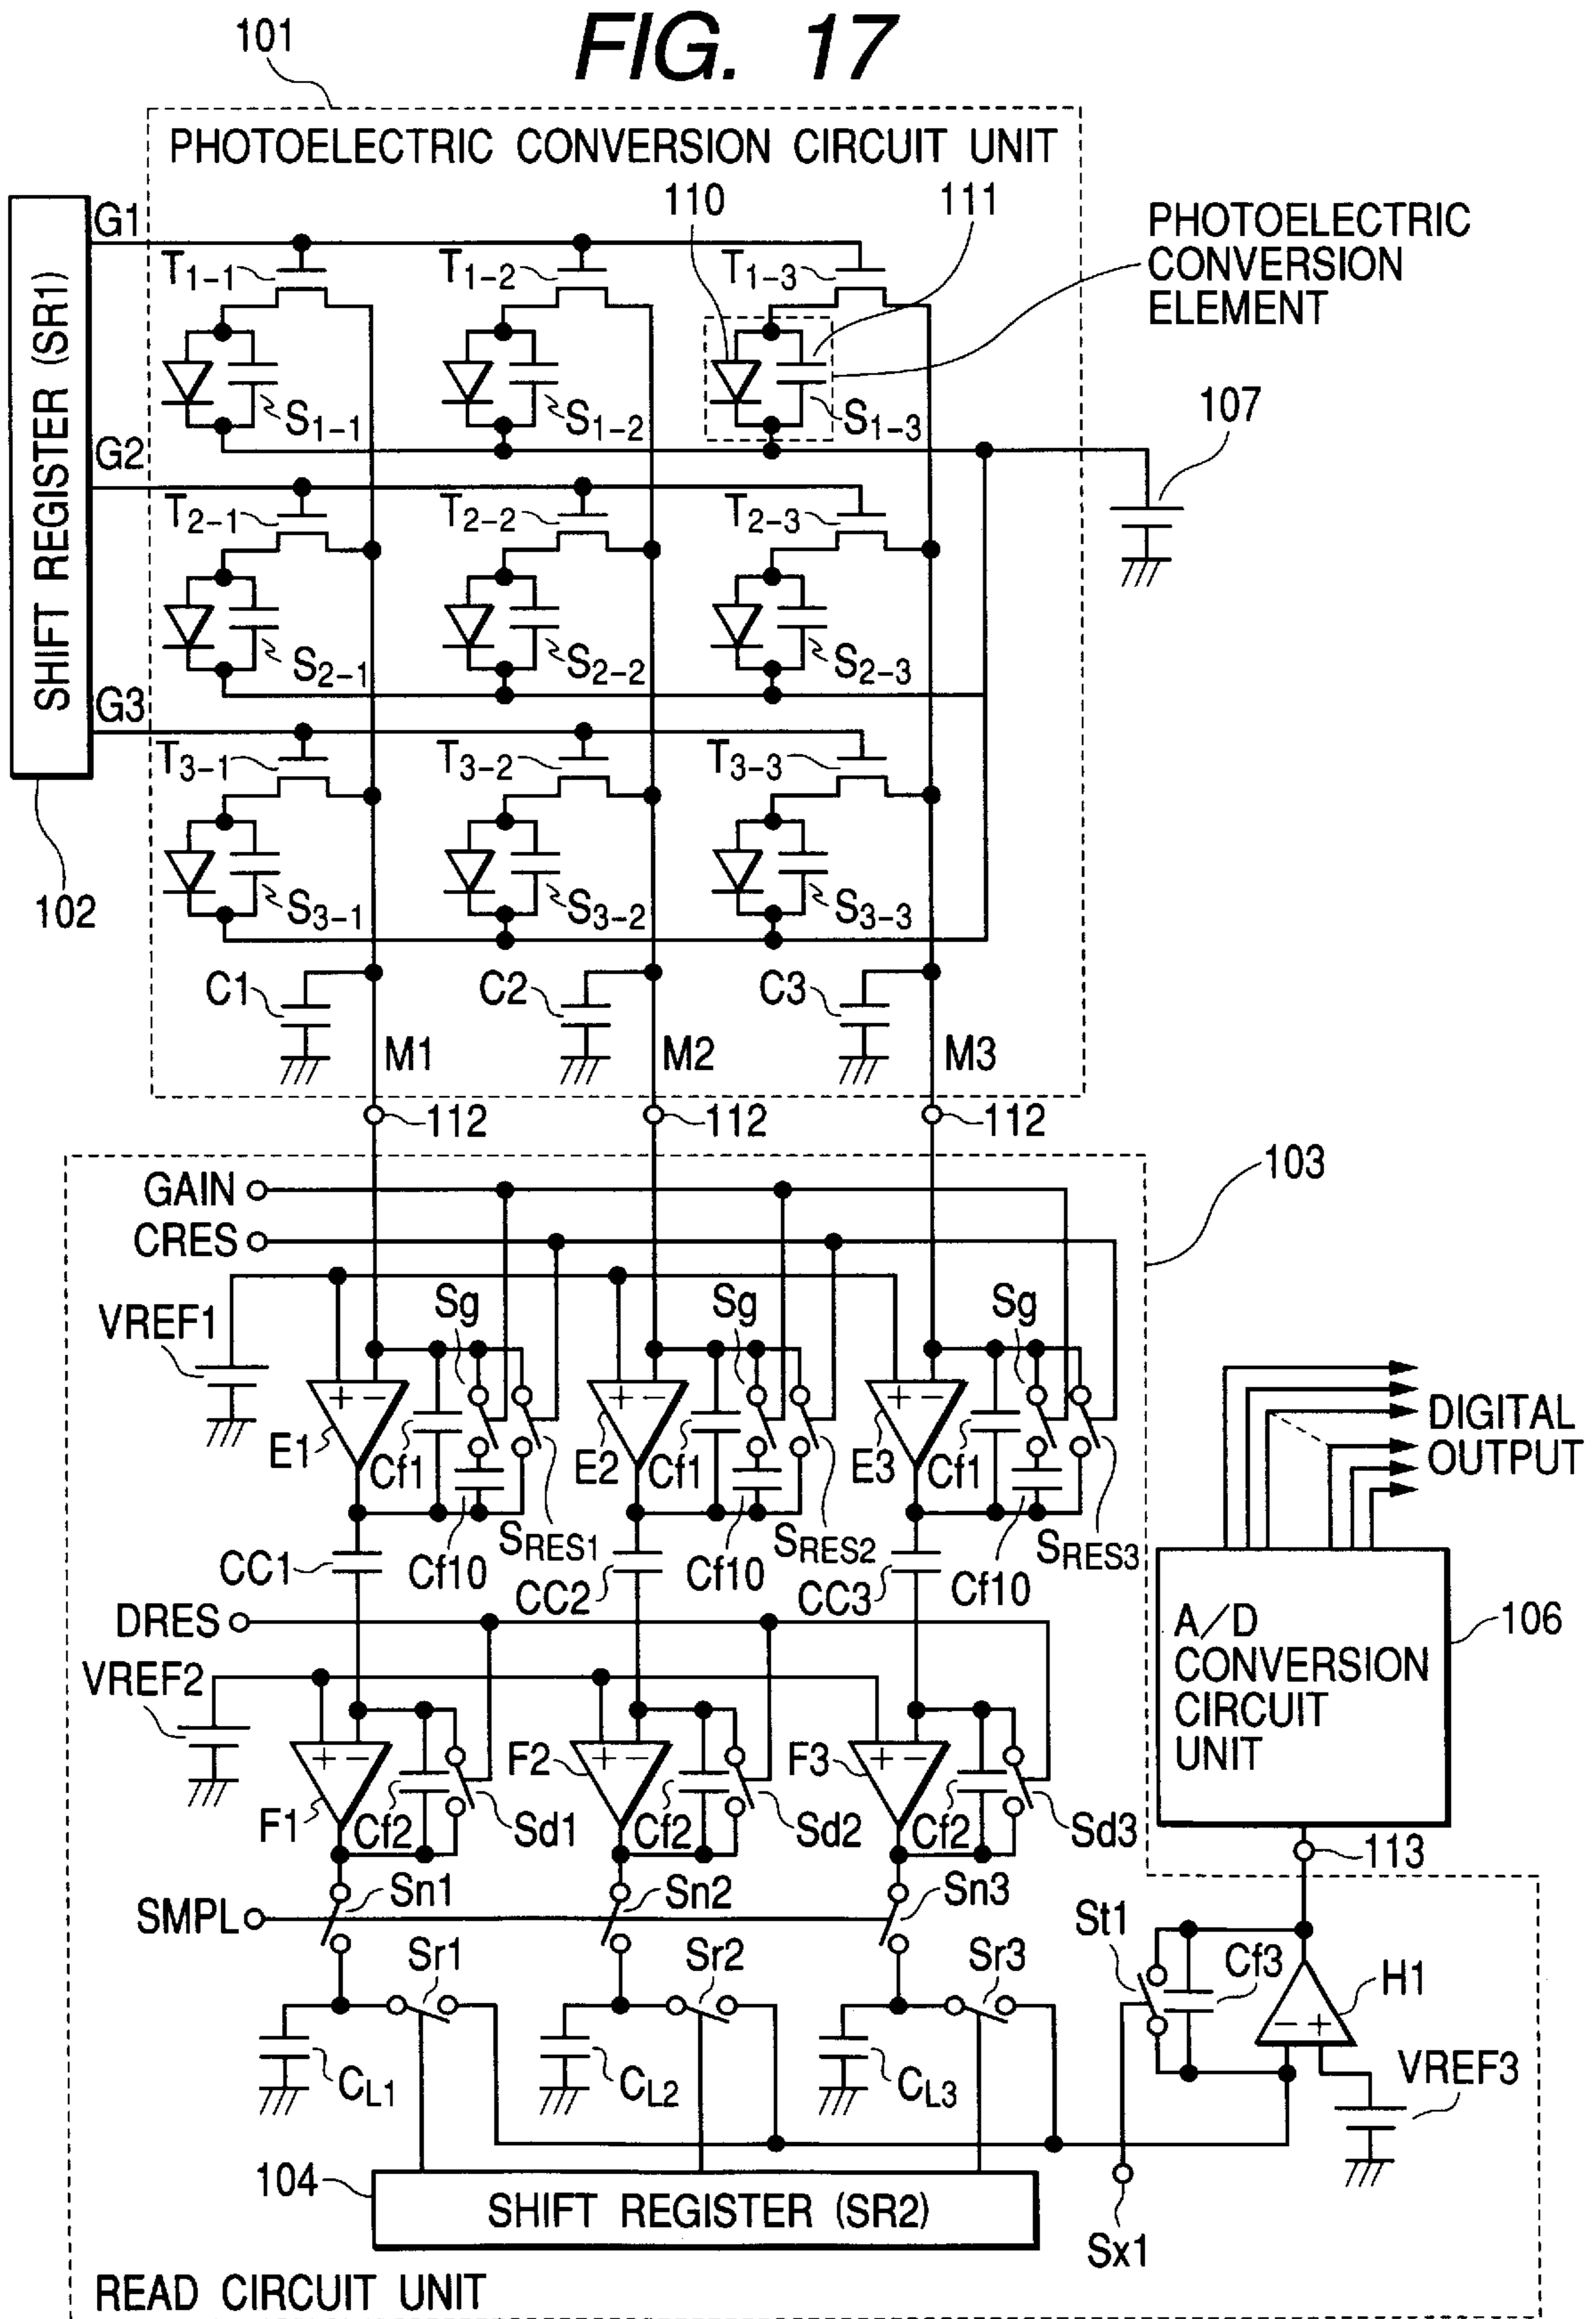 FIG. 17
101
PHOTOELECTRIC CONVERSION CIRCUIT UNIT
110
111
PHOTOELECTRIC
CONVERSION
ELEMENT
SHIFT REGISTER (SR1)
102
G1
T1-1
T1-2
T1-3
S1-1
S1-2
S1-3
107
G2
T2-1
T2-2
T2-3
S2-1
S2-2
S2-3
G3
T3-1
T3-2
T3-3
S3-1
S3-2
S3-3
C1
C2
C3
M1
M2
M3
112
112
112
103
GAIN
CRES
VREF1
Sg
Sg
Sg
+ −
+ −
+ −
E1
Cf1
E2
Cf1
E3
Cf1
DIGITAL
OUTPUT
SRES1
SRES2
SRES3
CC1
Cf10
CC2
Cf10
CC3
Cf10
DRES
VREF2
A/D
CONVERSION
CIRCUIT
UNIT
106
+ −
+ −
+ −
F1
Cf2
Sd1
F2
Cf2
Sd2
F3
Cf2
Sd3
113
SMPL
Sn1
Sn2
Sn3
St1
Cf3
H1
− +
Sr1
Sr2
Sr3
CL1
CL2
CL3
VREF3
104
SHIFT REGISTER (SR2)
Sx1
READ CIRCUIT UNIT